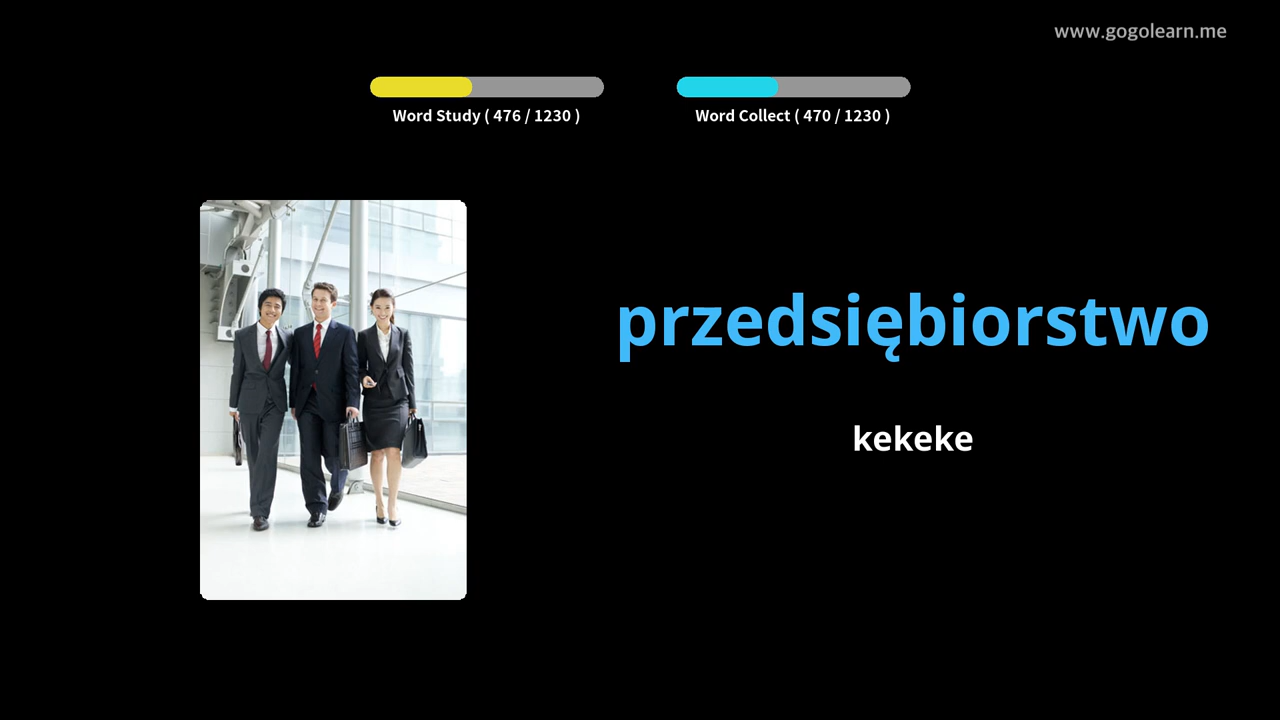 www.gogolearn.me
Word Study ( 476 / 1230 )
Word Collect ( 470 / 1230 )
przedsiębiorstwo
kekeke